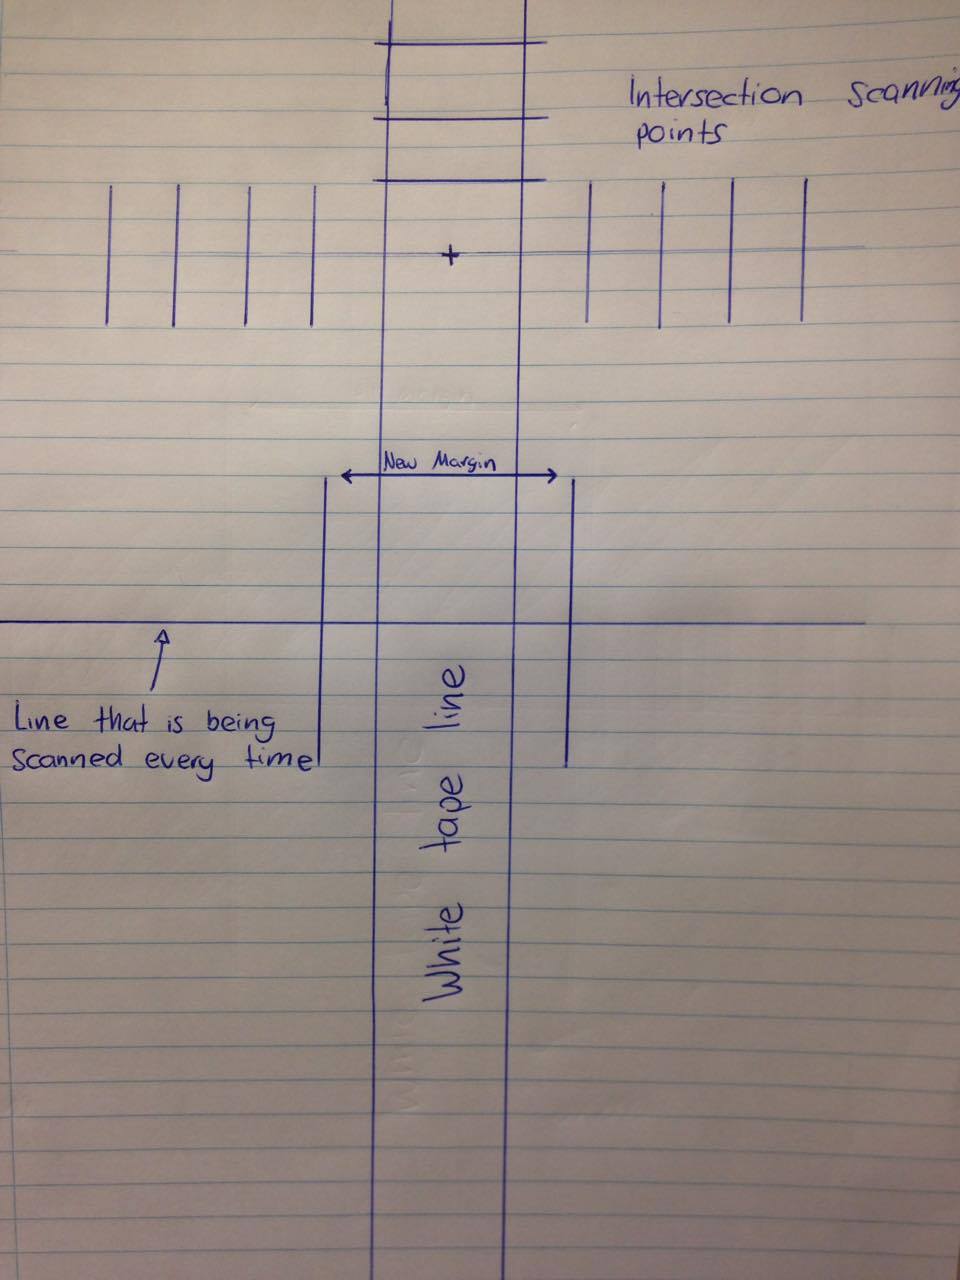 Intersection scanning
points
New Margin
Line that is being
scanned every time
White tape line